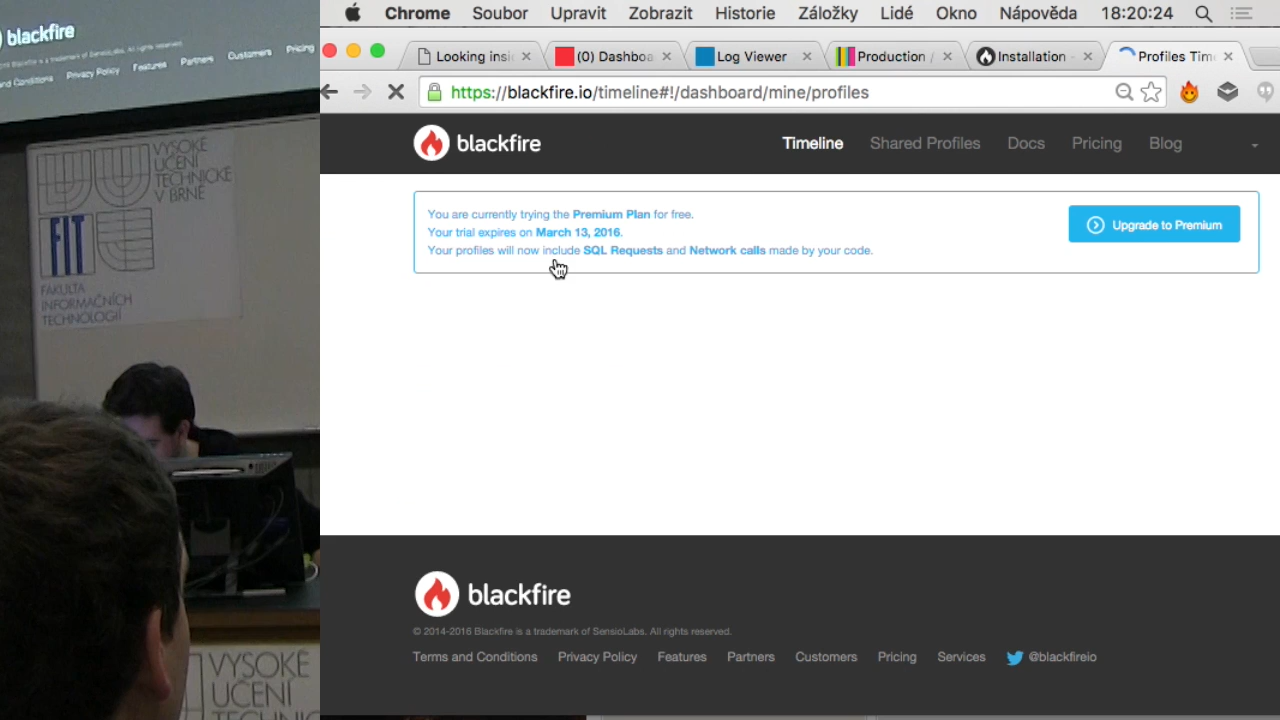 blackfire
Privacy Policy
Features
Partners
Customers
Pricing
VYSOKÉ
UČENÍ
TECHNICKÉ
V BRNĚ
FIT
FAKULTA
INFORMAČNÍCH
TECHNOLOGIÍ
VYSOKÉ
UČENÍ
Chrome Soubor Upravit Zobrazit Historie Záložky Lidé Okno Nápověda 18:20:24
Looking insi
(0) Dashboa
Log Viewer
Production /
Installation -
Profiles Tim
https://blackfire.io/timeline#!/dashboard/mine/profiles
blackfire
Timeline Shared Profiles Docs Pricing Blog
You are currently trying the Premium Plan for free.
Your trial expires on March 13, 2016.
Your profiles will now include SQL Requests and Network calls made by your code.
Upgrade to Premium
blackfire
© 2014-2016 Blackfire is a trademark of SensioLabs. All rights reserved.
Terms and Conditions Privacy Policy Features Partners Customers Pricing Services @blackfireio